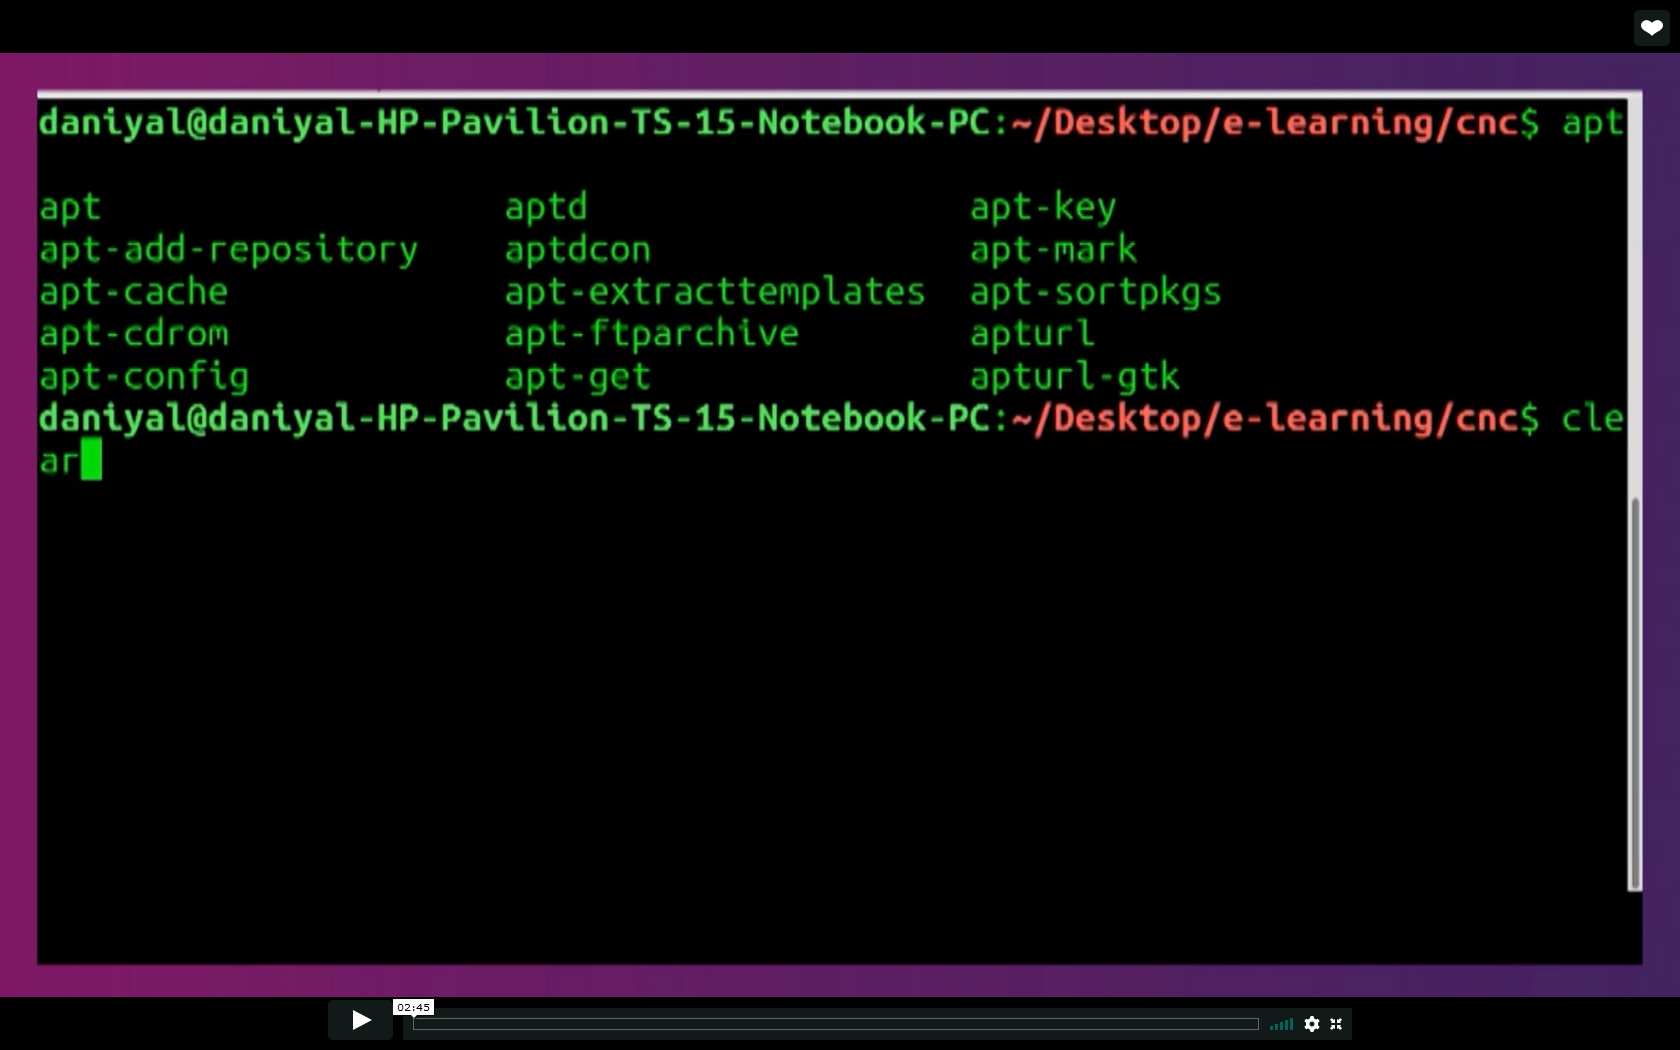 daniyal@daniyal-HP-Pavilion-TS-15-Notebook-PC:~/Desktop/e-learning/cnc$ apt
apt aptd apt-key
apt-add-repository aptdcon apt-mark
apt-cache apt-extracttemplates apt-sortpkgs
apt-cdrom apt-ftparchive apturl
apt-config apt-get apturl-gtk
daniyal@daniyal-HP-Pavilion-TS-15-Notebook-PC:~/Desktop/e-learning/cnc$ cle
ar
02:45